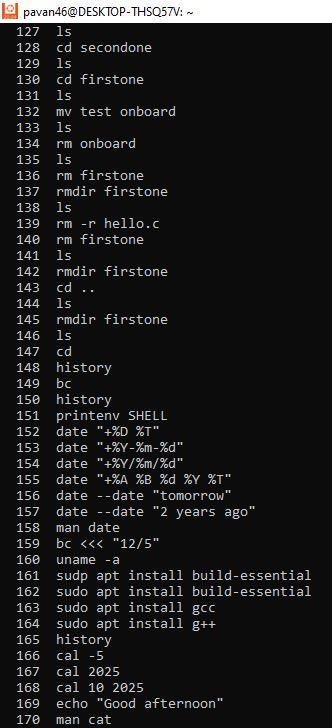 pavan46@DESKTOP-THSQ57V: ~
127 ls
128 cd secondone
129 ls
130 cd firstone
131 ls
132 mv test onboard
133 ls
134 rm onboard
135 ls
136 rm firstone
137 rmdir firstone
138 ls
139 rm -r hello.c
140 rm firstone
141 ls
142 rmdir firstone
143 cd ..
144 ls
145 rmdir firstone
146 ls
147 cd
148 history
149 bc
150 history
151 printenv SHELL
152 date "+%D %T"
153 date "+%Y-%m-%d"
154 date "+%Y/%m/%d"
155 date "+%A %B %d %Y %T"
156 date --date "tomorrow"
157 date --date "2 years ago"
158 man date
159 bc <<< "12/5"
160 uname -a
161 sudp apt install build-essential
162 sudo apt install build-essential
163 sudo apt install gcc
164 sudo apt install g++
165 history
166 cal -5
167 cal 2025
168 cal 10 2025
169 echo "Good afternoon"
170 man cat